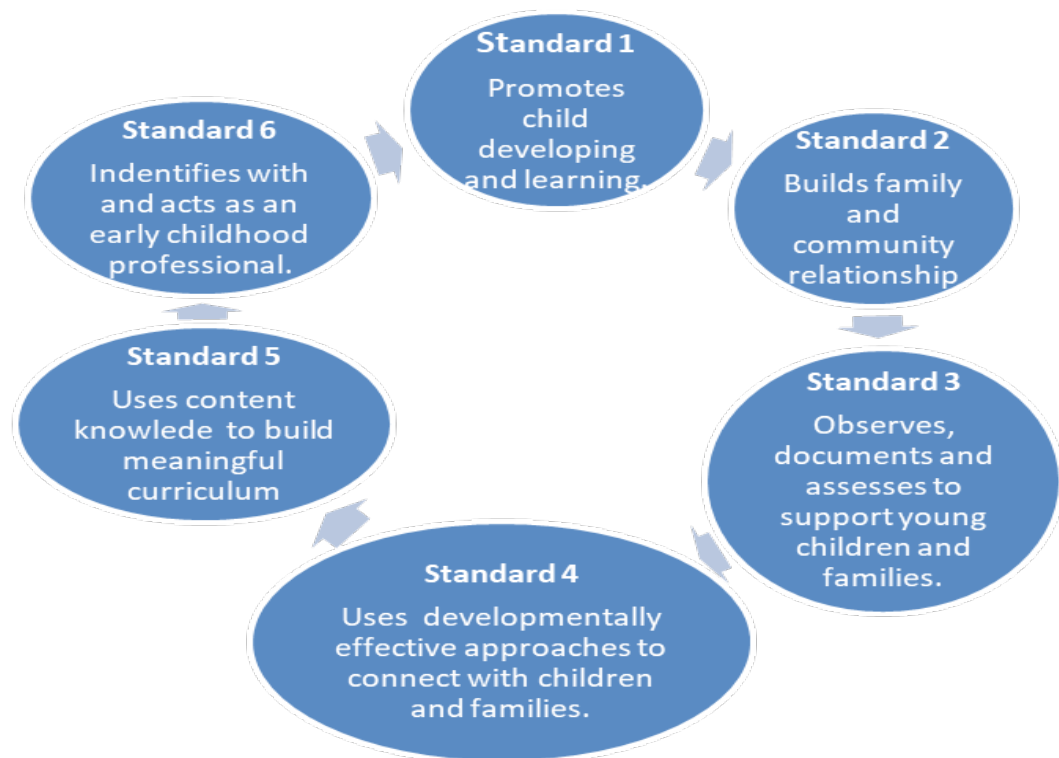 Standard 1
Promotes
child
developing
and learning.
Standard 2
Builds family
and
community
relationship
Standard 3
Observes,
documents and
assesses to
support young
children and
families.
Standard 4
Uses developmentally
effective approaches to
connect with children
and families.
Standard 5
Uses content
knowlede to build
meaningful
curriculum
Standard 6
Indentifies with
and acts as an
early childhood
professional.